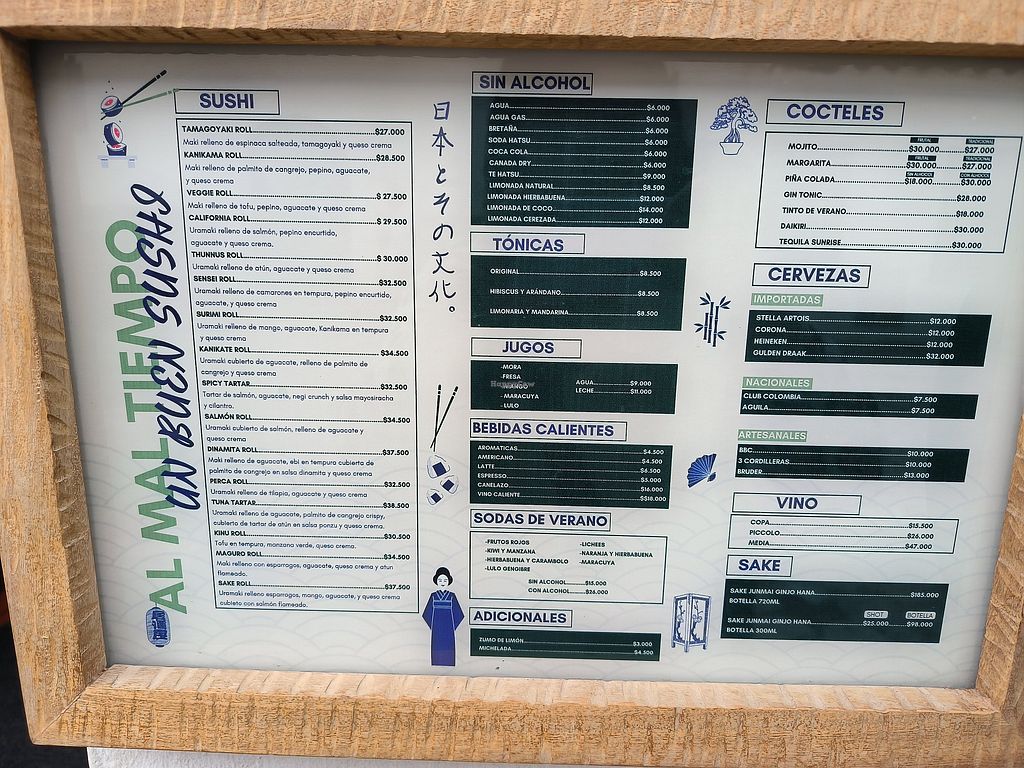 AL MAL TIEMPO
UN BUEN SUSHI
SUSHI
TAMAGOYAKI ROLL $27.000
Maki relleno de espinaca salteada, tamagoyaki y queso crema
KANIKAMA ROLL $28.500
Maki relleno de palmito de cangrejo, pepino, aguacate,
y queso crema
VEGGIE ROLL $ 27.500
Maki relleno de tofu, pepino, aguacate y queso crema
CALIFORNIA ROLL $ 29.500
Uramaki relleno de salmón, pepino encurtido,
aguacate y queso crema.
THUNNUS ROLL $ 30.000
Uramaki relleno de atún, aguacate y queso crema
SENSEI ROLL $32.500
Uramaki relleno de camarones en tempura, pepino encurtido,
aguacate, y queso crema
SURIMI ROLL $32.500
Uramaki relleno de mango, aguacate, Kanikama en tempura
y queso crema
KANIKATE ROLL $34.500
Uramaki cubierto de aguacate, relleno de palmito de
cangrejo y queso crema
SPICY TARTAR $32.500
Tartar de salmón, aguacate, negi crunch y salsa mayosiracha
y cilantro.
SALMÓN ROLL $34.500
Uramaki cubierto de salmón, relleno de aguacate y
queso crema
DINAMITA ROLL $37.500
Maki relleno de aguacate, ebi en tempura cubierta de
palmito de cangrejo en salsa dinamita y queso crema
PERCA ROLL $32.500
Uramaki relleno de tilapia, aguacate y queso crema
TUNA TARTAR $38.500
Uramaki relleno de aguacate, palmito de cangrejo crispy,
cubierto de tartar de atún en salsa ponzu y queso crema.
KINU ROLL $30.500
Tofu en tempura, manzana verde, queso crema.
MAGURO ROLL $34.500
Maki relleno con esparragos, aguacate, queso crema y atun
flameado.
SAKE ROLL $37.500
Uramaki relleno esparragos, mango, aguacate, y queso crema
cubieto con salmón flameado.
日本とその文化。
SIN ALCOHOL
AGUA $6.000
AGUA GAS $6.000
BRETAÑA $6.000
SODA HATSU $6.000
COCA COLA $6.000
CANADA DRY $6.000
TE HATSU $9.000
LIMONADA NATURAL $8.500
LIMONADA HIERBABUENA $12.000
LIMONADA DE COCO $14.000
LIMONADA CEREZADA $12.000
TÓNICAS
ORIGINAL $8.500
HIBISCUS Y ARÁNDANO $8.500
LIMONARIA Y MANDARINA $8.500
JUGOS
-MORA
-FRESA
-MANGO
- MARACUYA
- LULO
AGUA $9.000
LECHE $11.000
HappyCow
BEBIDAS CALIENTES
AROMATICAS $4.500
AMERICANO $4.500
LATTE $6.500
ESPRESSO $5.000
CANELAZO $16.000
VINO CALIENTE $$18.000
SODAS DE VERANO
-FRUTOS ROJOS
-KIWI Y MANZANA
-HIERBABUENA Y CARAMBOLO
-LULO GENGIBRE
-LICHEES
-NARANJA Y HIERBABUENA
-MARACUYA
SIN ALCOHOL $15.000
CON ALCOHOL $26.000
ADICIONALES
ZUMO DE LIMÓN $3.000
MICHELADA $4.500
COCTELES
FRUTAL TRADICIONAL
MOJITO $30.000 $27.000
FRUTAL TRADICIONAL
MARGARITA $30.000 $27.000
SIN ALHOCOL CON ALHOCOL
PIÑA COLADA $18.000 $30.000
GIN TONIC $28.000
TINTO DE VERANO $18.000
DAIKIRI $30.000
TEQUILA SUNRISE $30.000
CERVEZAS
IMPORTADAS
STELLA ARTOIS $12.000
CORONA $12.000
HEINEKEN $12.000
GULDEN DRAAK $32.000
NACIONALES
CLUB COLOMBIA $7.500
AGUILA $7.500
ARTESANALES
BBC $10.000
3 CORDILLERAS $10.000
BRUDER $13.000
VINO
COPA $15.500
PICCOLO $26.000
MEDIA $47.000
SAKE
SAKE JUNMAI GINJO HANA $185.000
BOTELLA 720ML
SHOT BOTELLA
SAKE JUNMAI GINJO HANA $25.000 $98.000
BOTELLA 300ML